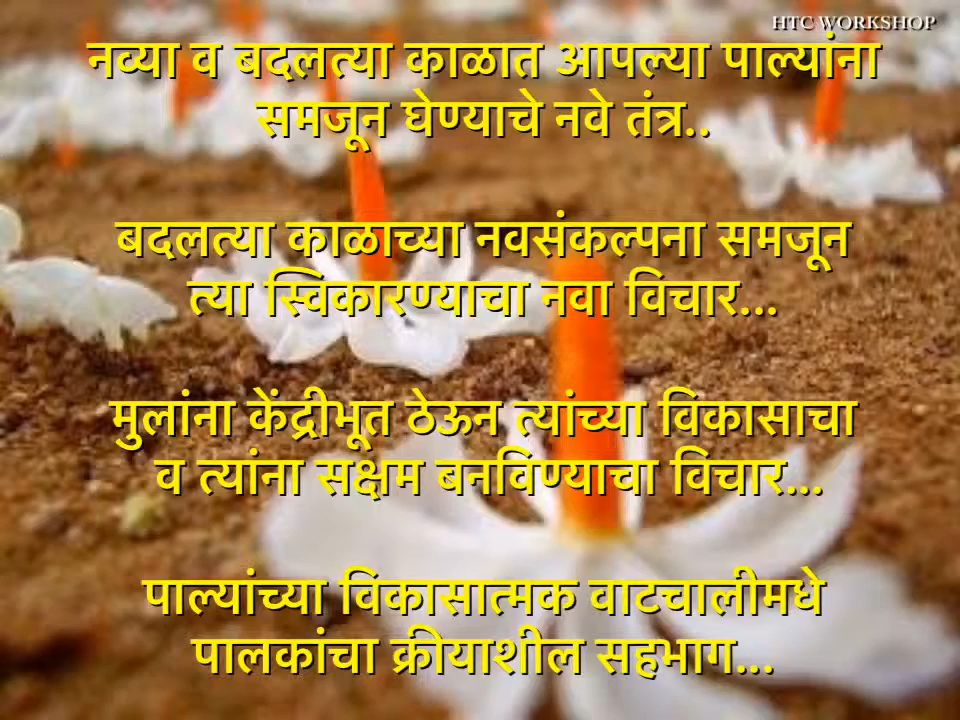 HTC WORKSHOP
नव्या व बदलत्या काळात आपल्या पाल्यांना
समजून घेण्याचे नवे तंत्र..
बदलत्या काळाच्या नवसंकल्पना समजून
त्या स्विकारण्याचा नवा विचार...
मुलांना केंद्रीभूत ठेऊन त्यांच्या विकासाचा
व त्यांना सक्षम बनविण्याचा विचार...
पाल्यांच्या विकासात्मक वाटचालीमधे
पालकांचा क्रीयाशील सहभाग...